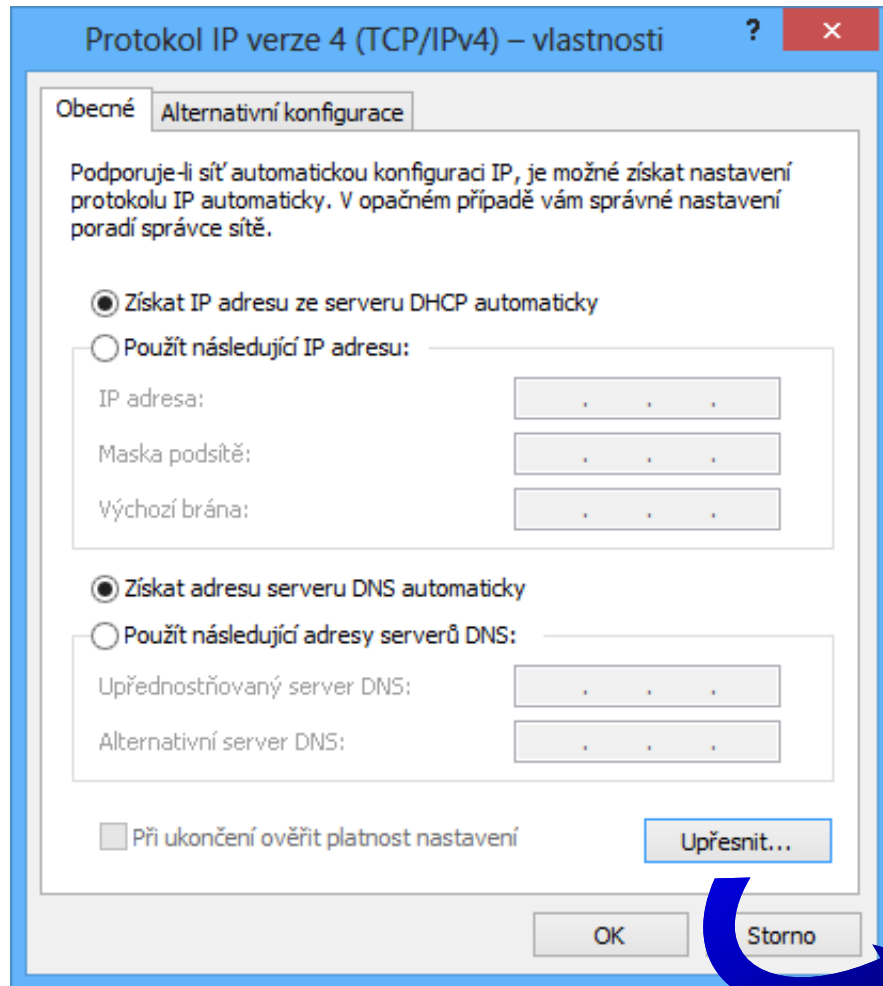 Protokol IP verze 4 (TCP/IPv4) – vlastnosti
?
Obecné
Alternativní konfigurace
Podporuje-li síť automatickou konfiguraci IP, je možné získat nastavení
protokolu IP automaticky. V opačném případě vám správné nastavení
poradí správce sítě.
Získat IP adresu ze serveru DHCP automaticky
Použít následující IP adresu:
IP adresa: . . .
Maska podsítě: . . .
Výchozí brána: . . .
Získat adresu serveru DNS automaticky
Použít následující adresy serverů DNS:
Upřednostňovaný server DNS: . . .
Alternativní server DNS: . . .
Při ukončení ověřit platnost nastavení
Upřesnit...
OK
Storno